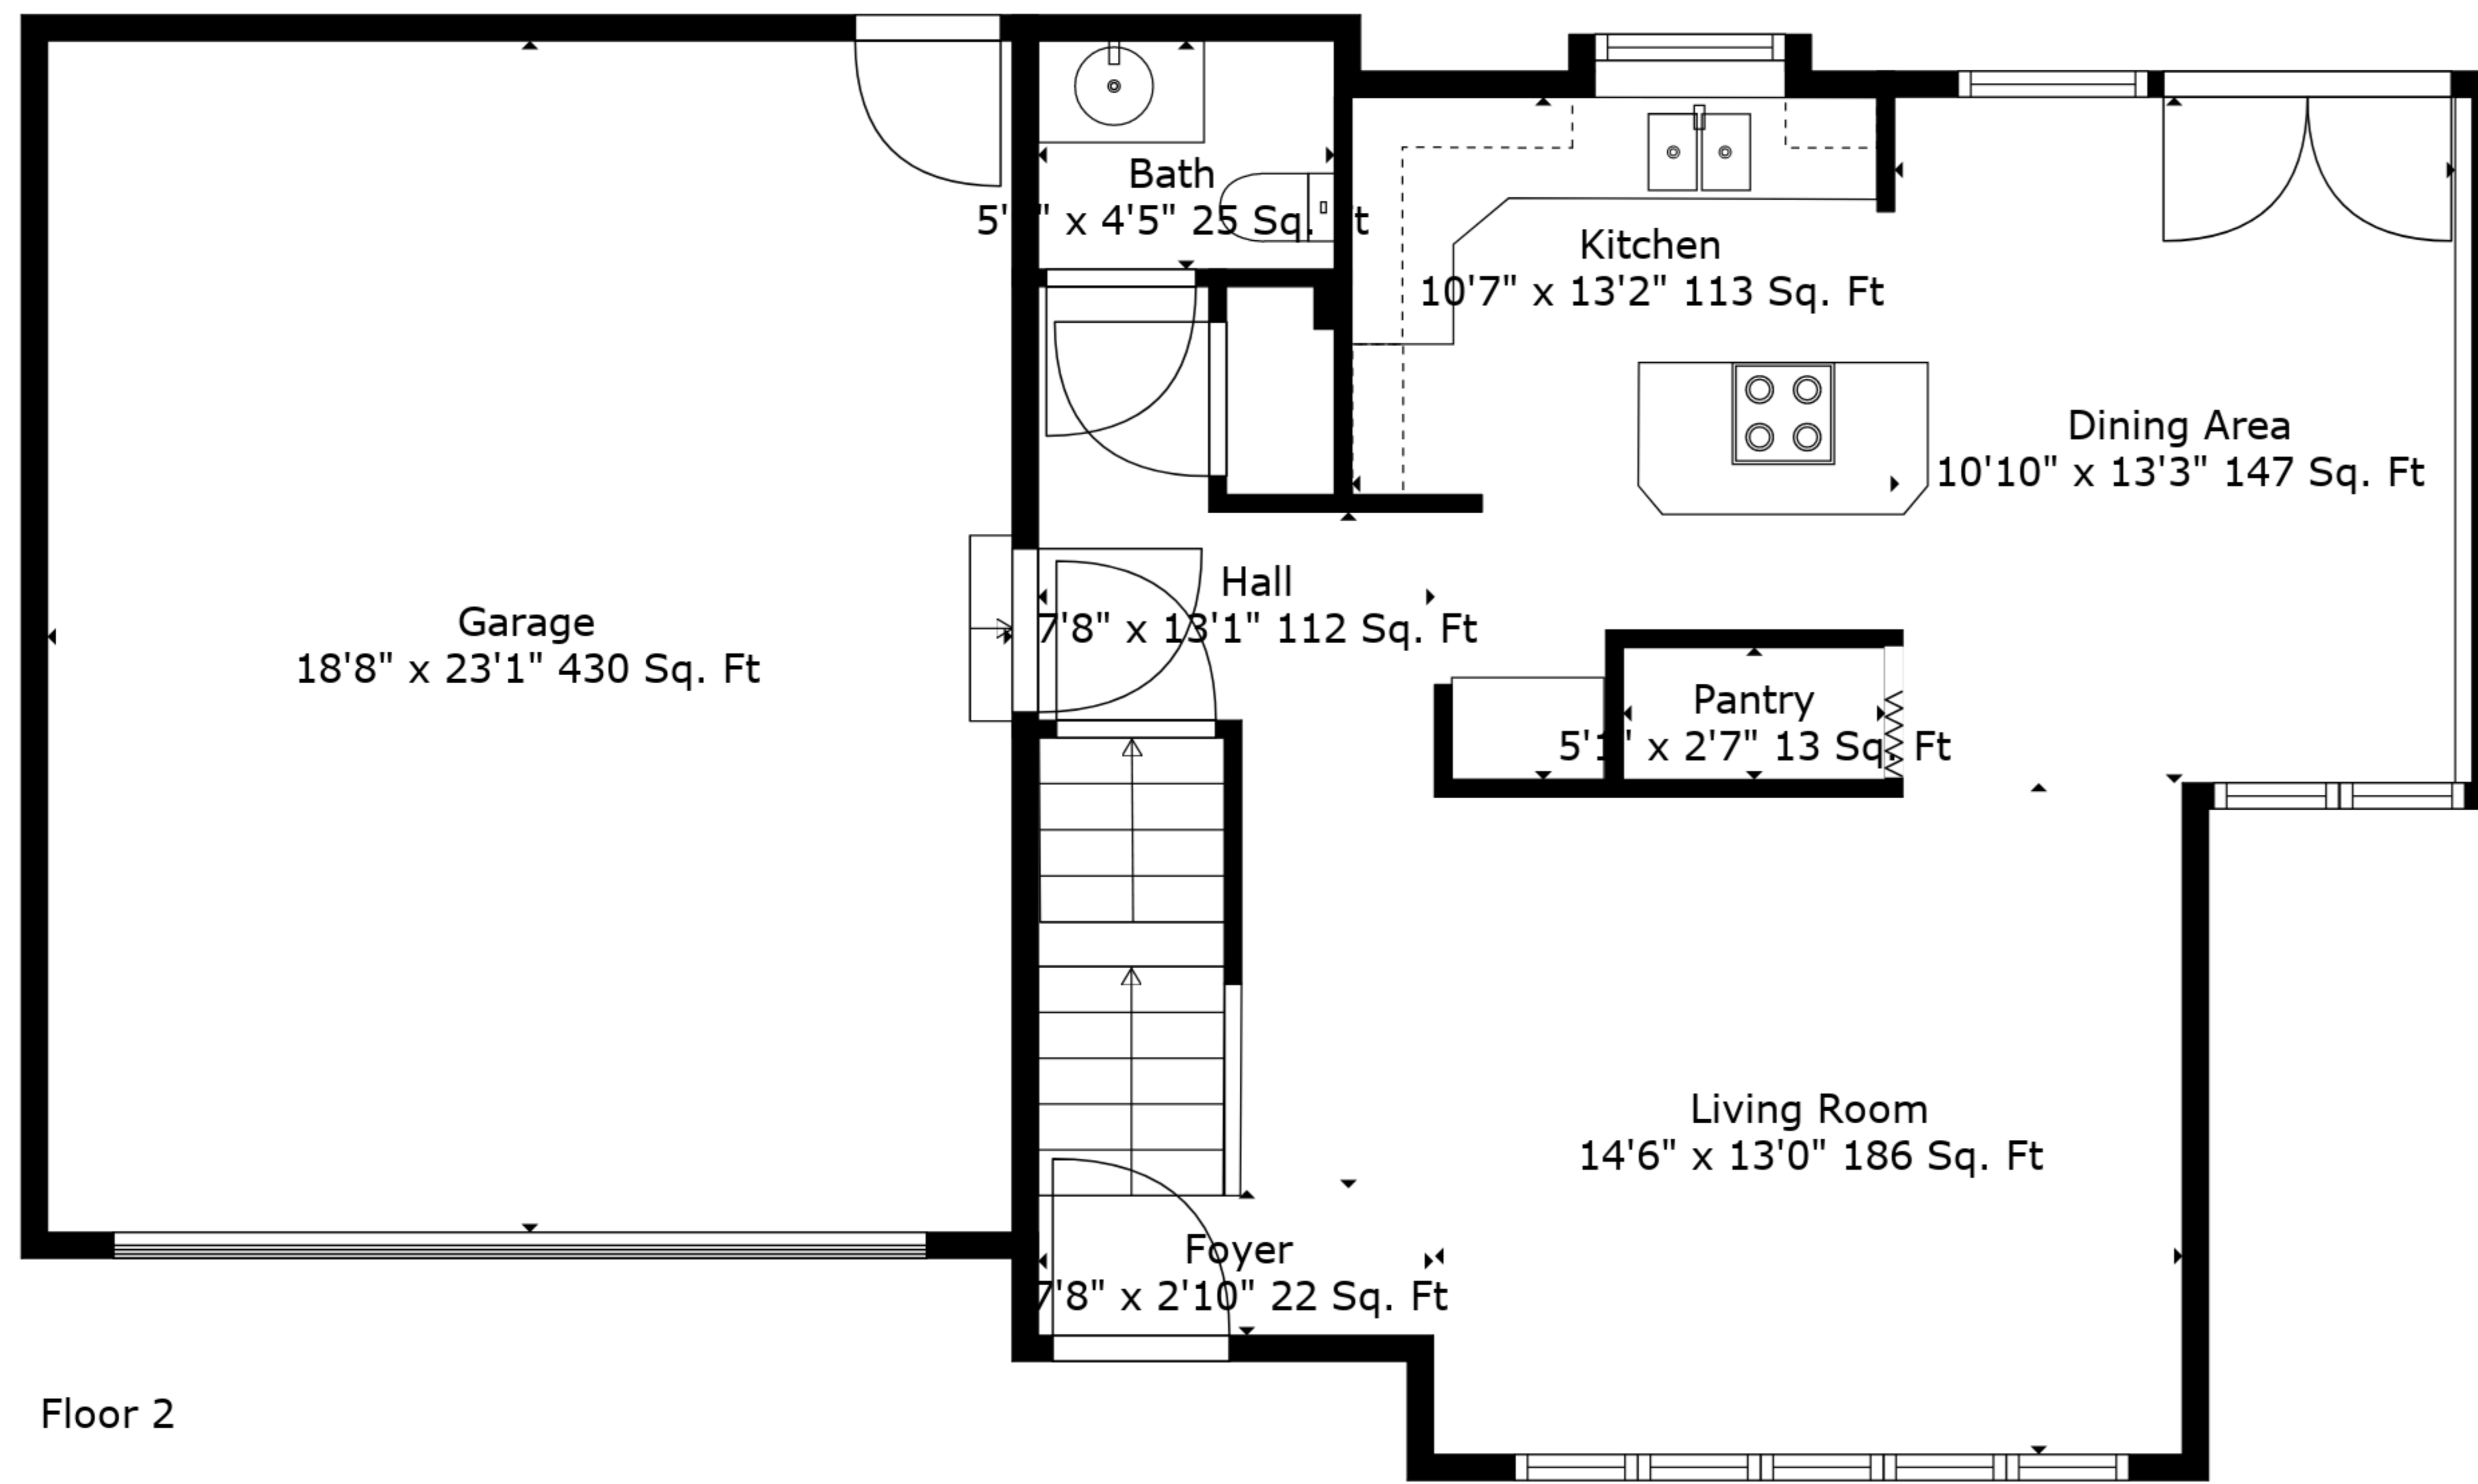 Bath
x 4'5" 25 Sq.
Kitchen
10'7" x 13'2" 113 Sq. Ft
Dining Area
10'10" x 13'3" 147 Sq. Ft
Hall
7'8" x 13'1" 112 Sq. Ft
Garage
18'8" x 23'1" 430 Sq. Ft
Pantry
5'1" x 2'7" 13 Sq. Ft
Living Room
14'6" x 13'0" 186 Sq. Ft
Foyer
7'8" x 2'10" 22 Sq. Ft
Floor 2